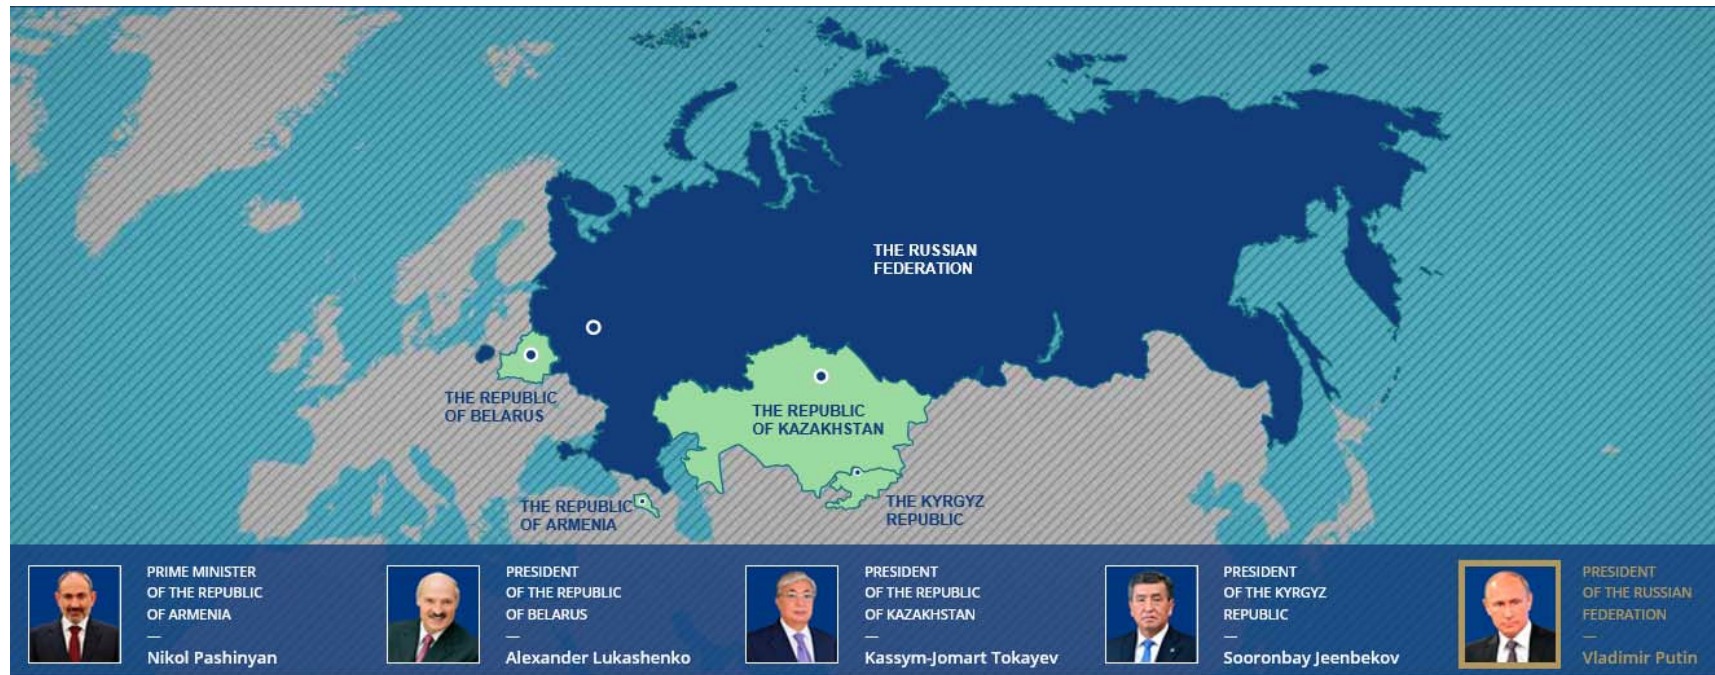 THE RUSSIAN
FEDERATION
THE REPUBLIC
OF BELARUS
THE REPUBLIC
OF KAZAKHSTAN
THE REPUBLIC
OF ARMENIA
THE KYRGYZ
REPUBLIC
PRIME MINISTER
OF THE REPUBLIC
OF ARMENIA
—
Nikol Pashinyan
PRESIDENT
OF THE REPUBLIC
OF BELARUS
—
Alexander Lukashenko
PRESIDENT
OF THE REPUBLIC
OF KAZAKHSTAN
—
Kassym-Jomart Tokayev
PRESIDENT
OF THE KYRGYZ
REPUBLIC
—
Sooronbay Jeenbekov
PRESIDENT
OF THE RUSSIAN
FEDERATION
—
Vladimir Putin